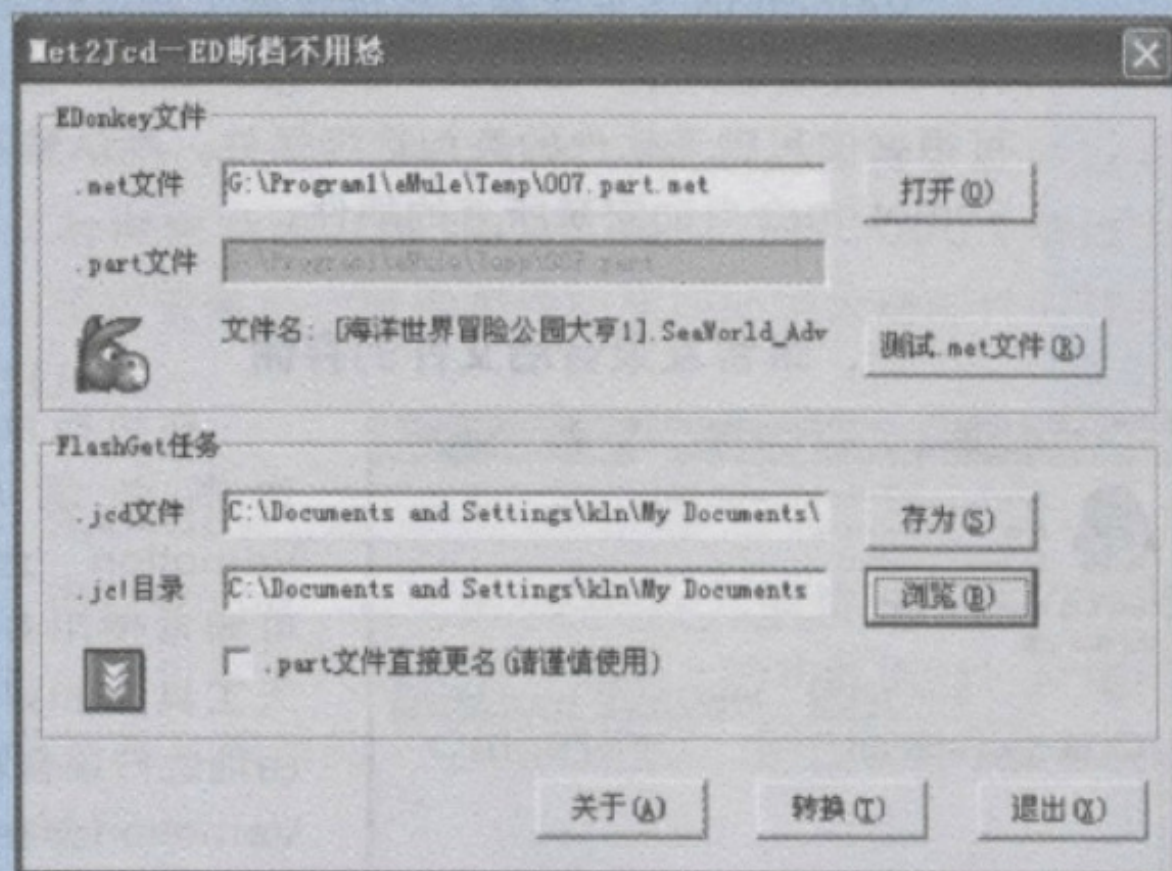 Met2Jcd—ED断档不用愁
EDonkey文件
.met文件 G:\Program1\eMule\Temp\007.part.met 打开(O)
.part文件 G:\Program1\eMule\Temp\007.part
文件名: [海洋世界冒险公园大亨1].SeaWorld_Adv 测试.met文件(R)
FlashGet任务
.jcd文件 C:\Documents and Settings\kln\My Documents\ 存为(S)
.jc!目录 C:\Documents and Settings\kln\My Documents 浏览(B)
.part文件直接更名(请谨慎使用)
关于(A) 转换(T) 退出(X)